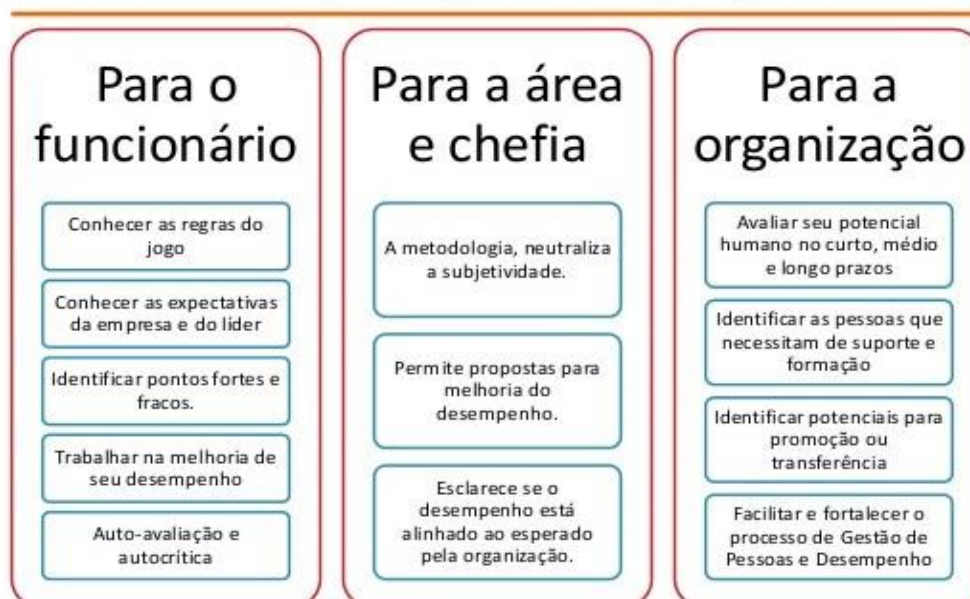 Para o
funcionário
Conhecer as regras do
jogo
Conhecer as expectativas
da empresa e do líder
Identificar pontos fortes e
fracos.
Trabalhar na melhoria de
seu desempenho
Auto-avaliação e
autocrítica
Para a área
e chefia
A metodologia, neutraliza
a subjetividade.
Permite propostas para
melhoria do
desempenho.
Esclarece se o
desempenho está
alinhado ao esperado
pela organização.
Para a
organização
Avaliar seu potencial
humano no curto, médio
e longo prazos
Identificar as pessoas que
necessitam de suporte e
formação
Identificar potenciais para
promoção ou
transferência
Facilitar e fortalecer o
processo de Gestão de
Pessoas e Desempenho